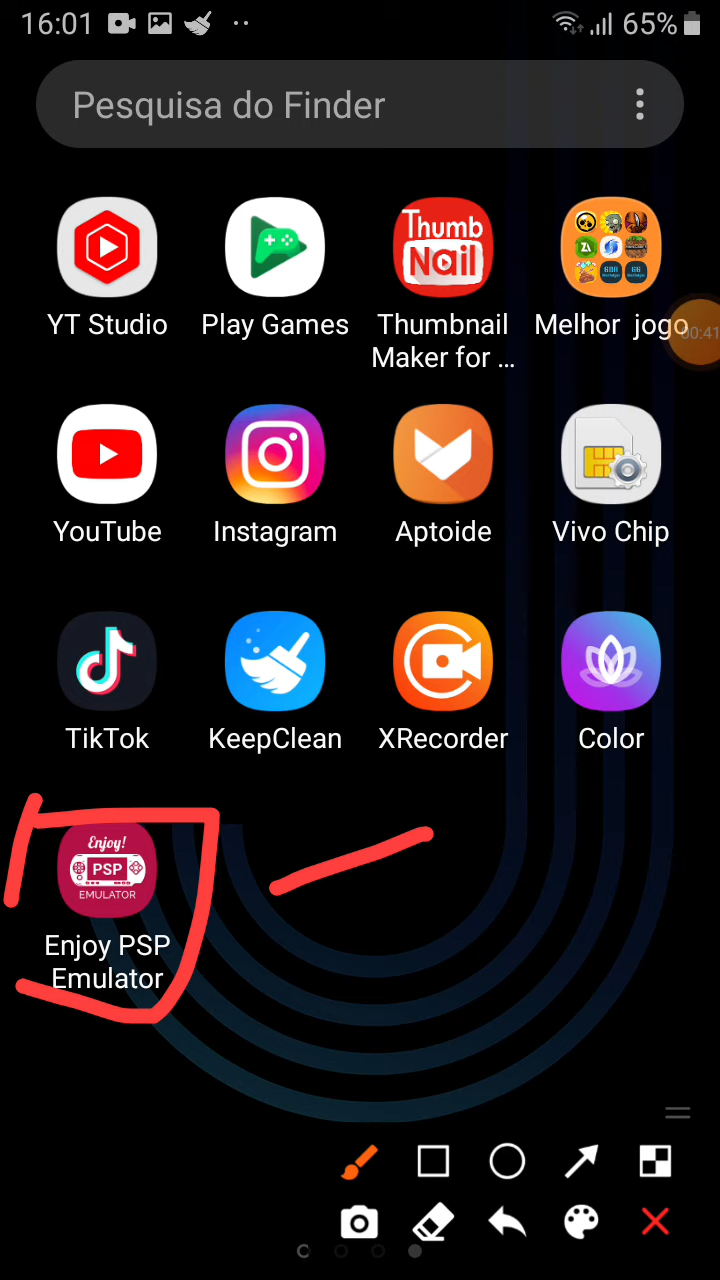 16:01
65%
Pesquisa do Finder
Thumb
Nail
YT Studio
Play Games
Thumbnail
Maker for ...
Melhor jogo
00:41
YouTube
Instagram
Aptoide
Vivo Chip
TikTok
KeepClean
XRecorder
Color
Enjoy!
PSP
EMULATOR
Enjoy PSP
Emulator